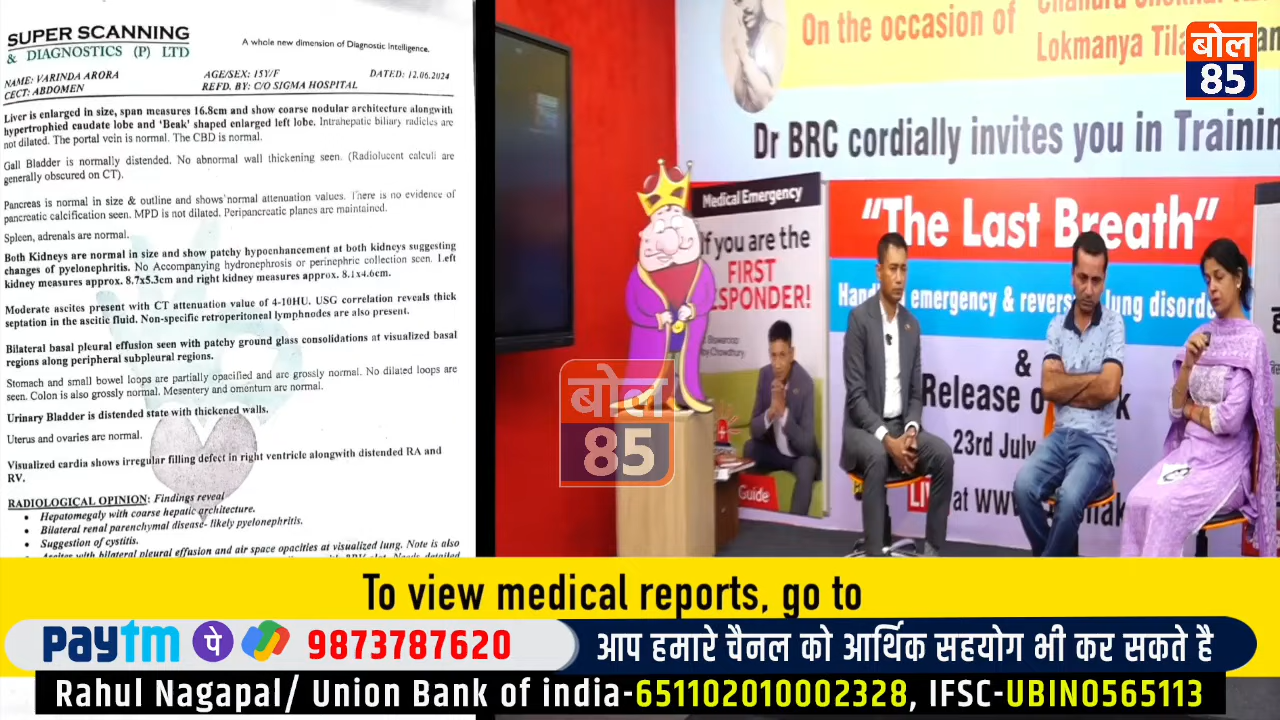 SUPER SCANNING
& DIAGNOSTICS (P) LTD
A whole new dimension of Diagnostic Intelligence.
NAME: VARINDA ARORA
AGE/SEX: 15Y/F
DATED: 12.06.2024
CECT: ABDOMEN
REFD. BY: C/O SIGMA HOSPITAL
Liver is enlarged in size, span measures 16.8cm and show coarse nodular architecture alongwith
hypertrophied caudate lobe and 'Beak' shaped enlarged left lobe. Intrahepatic biliary radicles are
not dilated. The portal vein is normal. The CBD is normal.
Gall Bladder is normally distended. No abnormal wall thickening seen. (Radiolucent calculi are
generally obscured on CT).
Pancreas is normal in size & outline and shows normal attenuation values. There is no evidence of
pancreatic calcification seen. MPD is not dilated. Peripancreatic planes are maintained.
Spleen, adrenals are normal.
Both Kidneys are normal in size and show patchy hypoenhancement at both kidneys suggesting
changes of pyelonephritis. No Accompanying hydronephrosis or perinephric collection seen. Left
kidney measures approx. 8.7x5.3cm and right kidney measures approx. 8.1x4.6cm.
Moderate ascites present with CT attenuation value of 4-10HU. USG correlation reveals thick
septation in the ascitic fluid. Non-specific retroperitoneal lymphnodes are also present.
Bilateral basal pleural effusion seen with patchy ground glass consolidations at visualized basal
regions along peripheral subpleural regions.
Stomach and small bowel loops are partially opacified and are grossly normal. No dilated loops are
seen. Colon is also grossly normal. Mesentery and omentum are normal.
Urinary Bladder is distended state with thickened walls.
Uterus and ovaries are normal.
Visualized cardia shows irregular filling defect in right ventricle alongwith distended RA and
RV.
RADIOLOGICAL OPINION: Findings reveal
• Hepatomegaly with coarse hepatic architecture.
• Bilateral renal parenchymal disease- likely pyelonephritis.
• Suggestion of cystitis.
• Ascites with bilateral pleural effusion and air space opacities at visualized lung. Note is also
On the occasion of
Lokmanya
बोल
85
Dr BRC cordially invites you in
Medical Emergency
If you are the
FIRST
Guide
"The Last Breath"
emergency &
lung
&
Release
23rd July
at
बोल
85
To view medical reports, go to
paytm पे 9873787620
आप हमारे चैनल को आर्थिक सहयोग भी कर सकते है
Rahul Nagapal/ Union Bank of india-651102010002328, IFSC-UBIN0565113